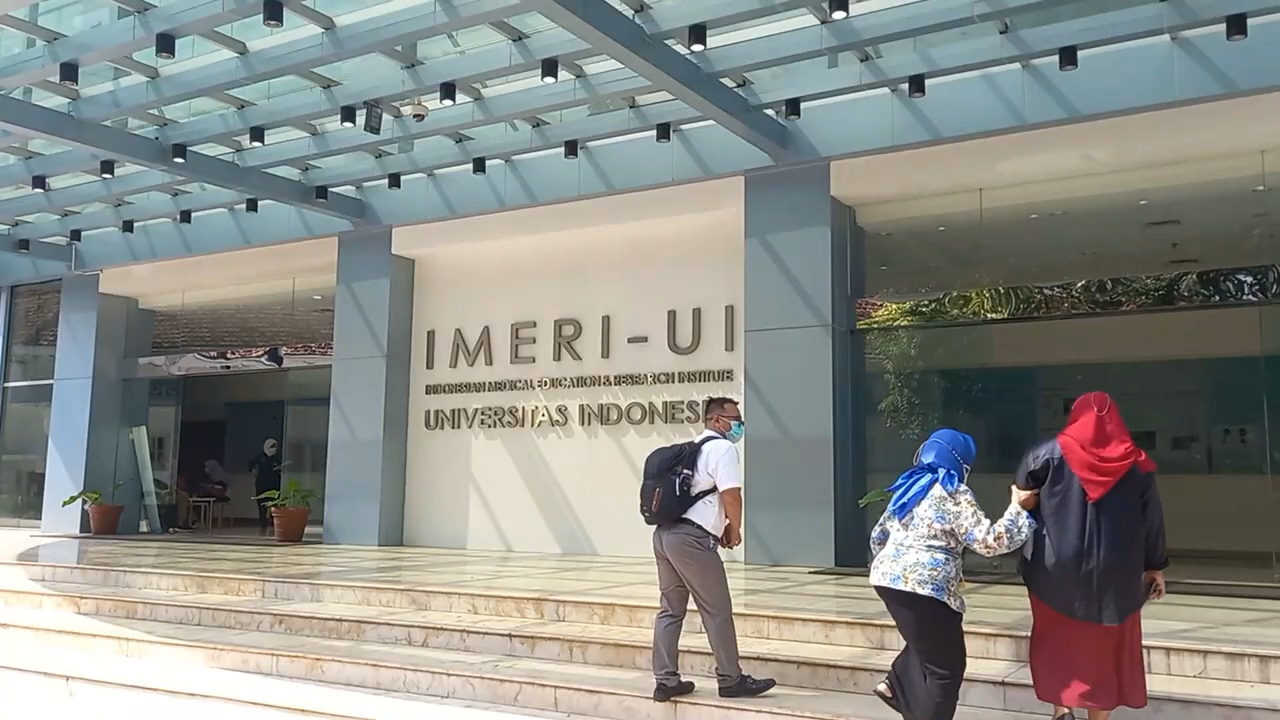 IMERI-UI
INDONESIAN MEDICAL EDUCATION & RESEARCH INSTITUTE
UNIVERSITAS INDONES